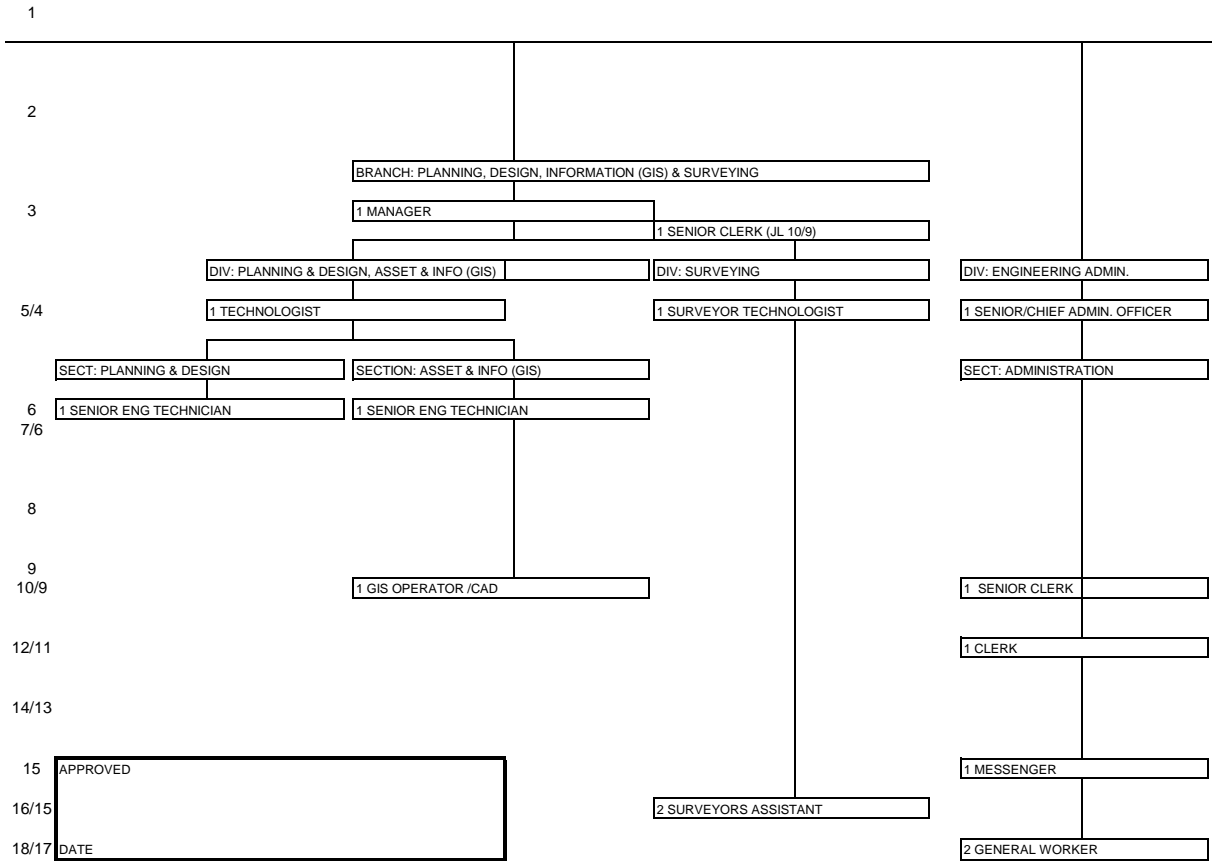 1
2
BRANCH: PLANNING, DESIGN, INFORMATION (GIS) & SURVEYING
3 1 MANAGER
1 SENIOR CLERK (JL 10/9)
DIV: PLANNING & DESIGN, ASSET & INFO (GIS) DIV: SURVEYING DIV: ENGINEERING ADMIN.
5/4 1 TECHNOLOGIST 1 SURVEYOR TECHNOLOGIST 1 SENIOR/CHIEF ADMIN. OFFICER
SECT: PLANNING & DESIGN SECTION: ASSET & INFO (GIS) SECT: ADMINISTRATION
6 1 SENIOR ENG TECHNICIAN 1 SENIOR ENG TECHNICIAN
7/6
8
9
10/9 1 GIS OPERATOR /CAD 1 SENIOR CLERK
12/11 1 CLERK
14/13
15 APPROVED 1 MESSENGER
16/15 2 SURVEYORS ASSISTANT
18/17 DATE 2 GENERAL WORKER